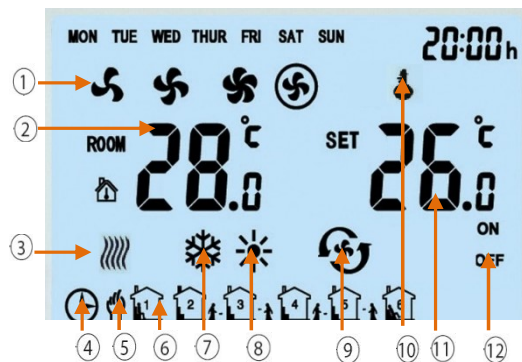 MON TUE WED THUR FRI SAT SUN 20:00h
1
2 ROOM 28.0 °C SET 26.0 °C
ON
3 OFF
1 2 3 4 5 6
4 5 6 7 8 9 10 11 12